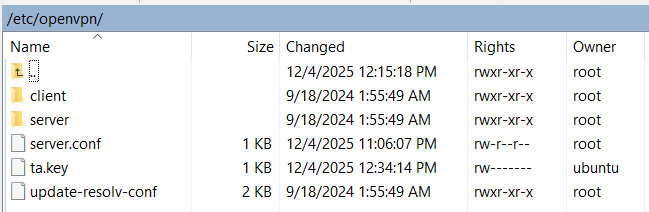 /etc/openvpn/
Name Size Changed Rights Owner
.. 12/4/2025 12:15:18 PM rwxr-xr-x root
client 9/18/2024 1:55:49 AM rwxr-xr-x root
server 9/18/2024 1:55:49 AM rwxr-xr-x root
server.conf 1 KB 12/4/2025 11:06:07 PM rw-r--r-- root
ta.key 1 KB 12/4/2025 12:34:14 PM rw------- ubuntu
update-resolv-conf 2 KB 9/18/2024 1:55:49 AM rwxr-xr-x root